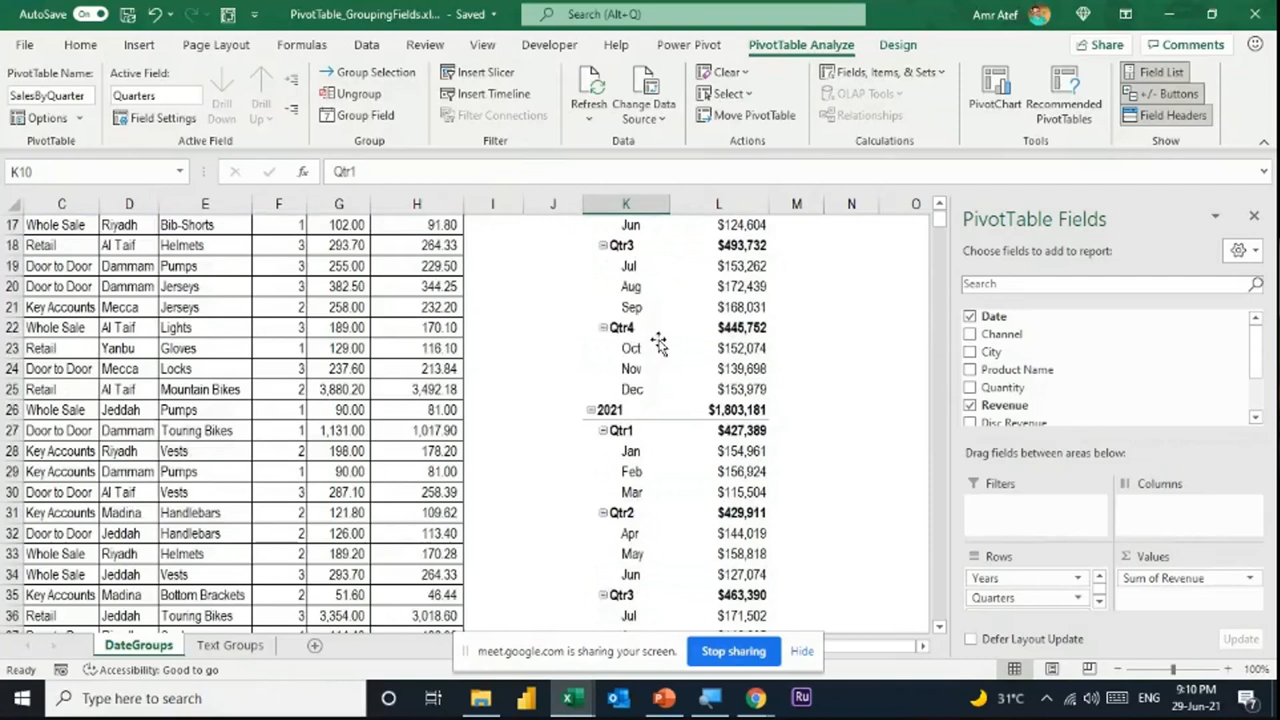 AutoSave On PivotTable_GroupingFields.xl... - Saved Search (Alt+Q) Amr Atef
File Home Insert Page Layout Formulas Data Review View Developer Help Power Pivot PivotTable Analyze Design Share Comments
PivotTable Name:
SalesByQuarter
Options
PivotTable
Active Field:
Quarters
Field Settings
Drill Down
Drill Up
Active Field
Group Selection
Ungroup
Group Field
Group
Insert Slicer
Insert Timeline
Filter Connections
Filter
Refresh
Change Data Source
Data
Clear
Select
Move PivotTable
Actions
Fields, Items, & Sets
OLAP Tools
Relationships
Calculations
PivotChart
Recommended PivotTables
Tools
Field List
+/- Buttons
Field Headers
Show
K10 fx Qtr1
C D E F G H I J K L M N O
17 Whole Sale Riyadh Bib-Shorts 1 102.00 91.80 Jun $124,604
18 Retail Al Taif Helmets 3 293.70 264.33 Qtr3 $493,732
19 Door to Door Dammam Pumps 3 255.00 229.50 Jul $153,262
20 Door to Door Dammam Jerseys 3 382.50 344.25 Aug $172,439
21 Key Accounts Mecca Jerseys 2 258.00 232.20 Sep $168,031
22 Whole Sale Al Taif Lights 3 189.00 170.10 Qtr4 $445,752
23 Retail Yanbu Gloves 1 129.00 116.10 Oct $152,074
24 Door to Door Mecca Locks 3 237.60 213.84 Nov $139,698
25 Retail Al Taif Mountain Bikes 2 3,880.20 3,492.18 Dec $153,979
26 Whole Sale Jeddah Pumps 1 90.00 81.00 2021 $1,803,181
27 Door to Door Dammam Touring Bikes 1 1,131.00 1,017.90 Qtr1 $427,389
28 Key Accounts Riyadh Vests 2 198.00 178.20 Jan $154,961
29 Key Accounts Dammam Pumps 1 90.00 81.00 Feb $156,924
30 Door to Door Al Taif Vests 3 287.10 258.39 Mar $115,504
31 Key Accounts Madina Handlebars 2 121.80 109.62 Qtr2 $429,911
32 Door to Door Jeddah Handlebars 2 126.00 113.40 Apr $144,019
33 Whole Sale Riyadh Helmets 2 189.20 170.28 May $158,818
34 Whole Sale Jeddah Vests 3 293.70 264.33 Jun $127,074
35 Key Accounts Madina Bottom Brackets 2 51.60 46.44 Qtr3 $463,390
36 Retail Jeddah Touring Bikes 3 3,354.00 3,018.60 Jul $171,502
PivotTable Fields
Choose fields to add to report:
Search
Date
Channel
City
Product Name
Quantity
Revenue
Disc Revenue
Drag fields between areas below:
Filters Columns
Rows Values
Years Sum of Revenue
Quarters
Defer Layout Update Update
DateGroups Text Groups
meet.google.com is sharing your screen. Stop sharing Hide
Ready Accessibility: Good to go 100%
Type here to search
Ru
31°C ENG
9:10 PM
29-Jun-21
7